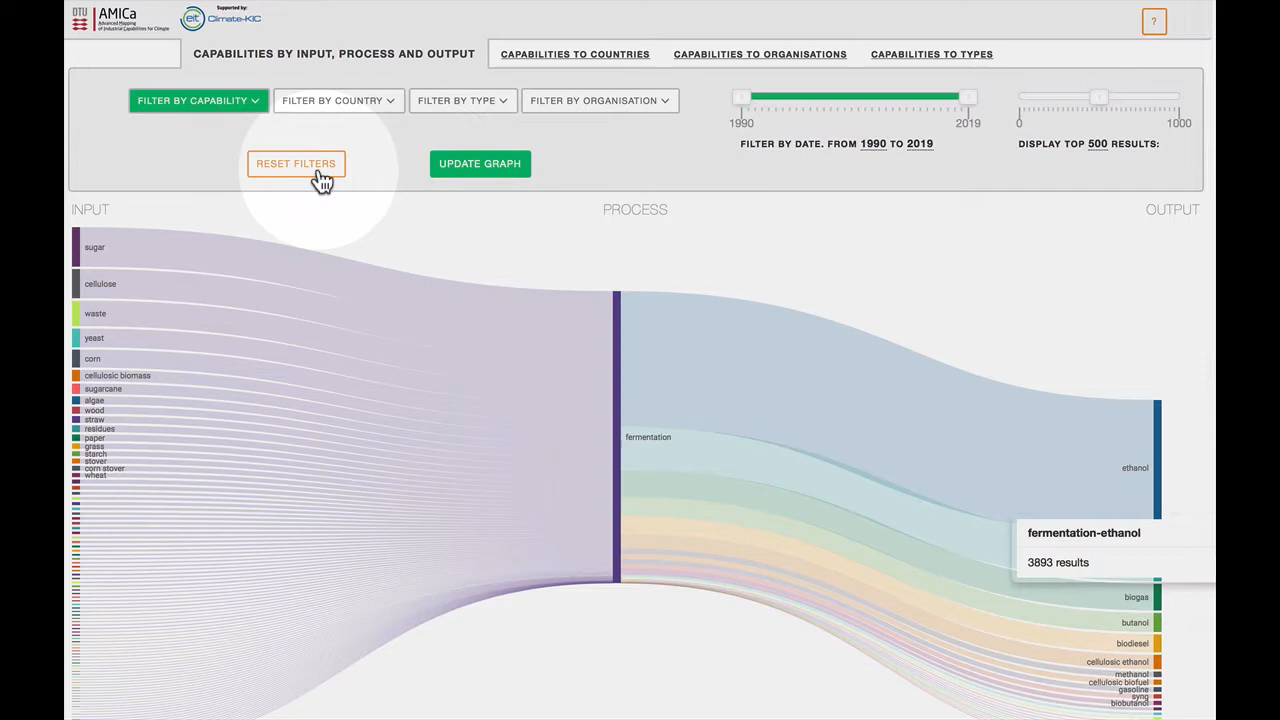 DTU
AMICa
Advanced Mapping
of Industrial Capabilities for Climate
Supported by:
eit Climate-KIC
?
CAPABILITIES BY INPUT, PROCESS AND OUTPUT
CAPABILITIES TO COUNTRIES
CAPABILITIES TO ORGANISATIONS
CAPABILITIES TO TYPES
FILTER BY CAPABILITY
FILTER BY COUNTRY
FILTER BY TYPE
FILTER BY ORGANISATION
1990
2019
0
1000
FILTER BY DATE. FROM 1990 TO 2019
DISPLAY TOP 500 RESULTS:
RESET FILTERS
UPDATE GRAPH
INPUT
PROCESS
OUTPUT
sugar
cellulose
waste
yeast
corn
cellulosic biomass
sugarcane
algae
wood
straw
residues
paper
grass
starch
stover
corn stover
wheat
fermentation
ethanol
fermentation-ethanol
3893 results
biogas
butanol
biodiesel
cellulosic ethanol
methanol
cellulosic biofuel
gasoline
syng
biobutanol